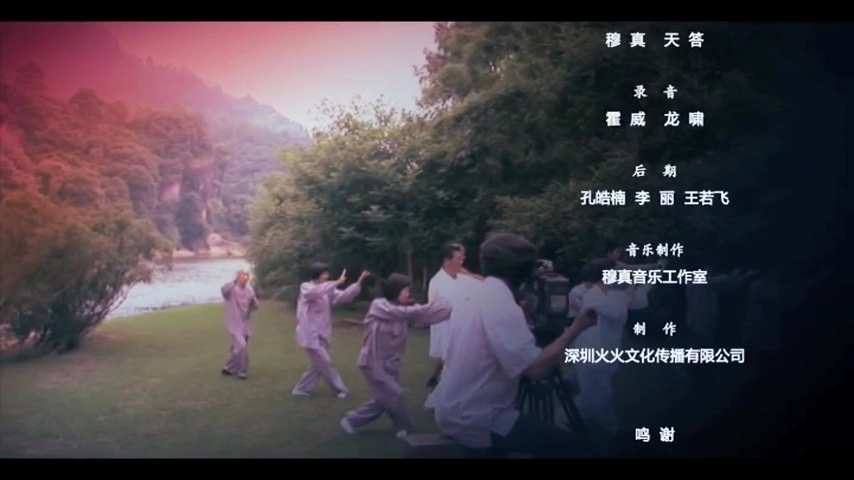 穆真 天答
录音
霍威 龙啸
后期
孔皓楠 李丽 王若飞
音乐制作
穆真音乐工作室
制作
深圳火火文化传播有限公司
鸣谢